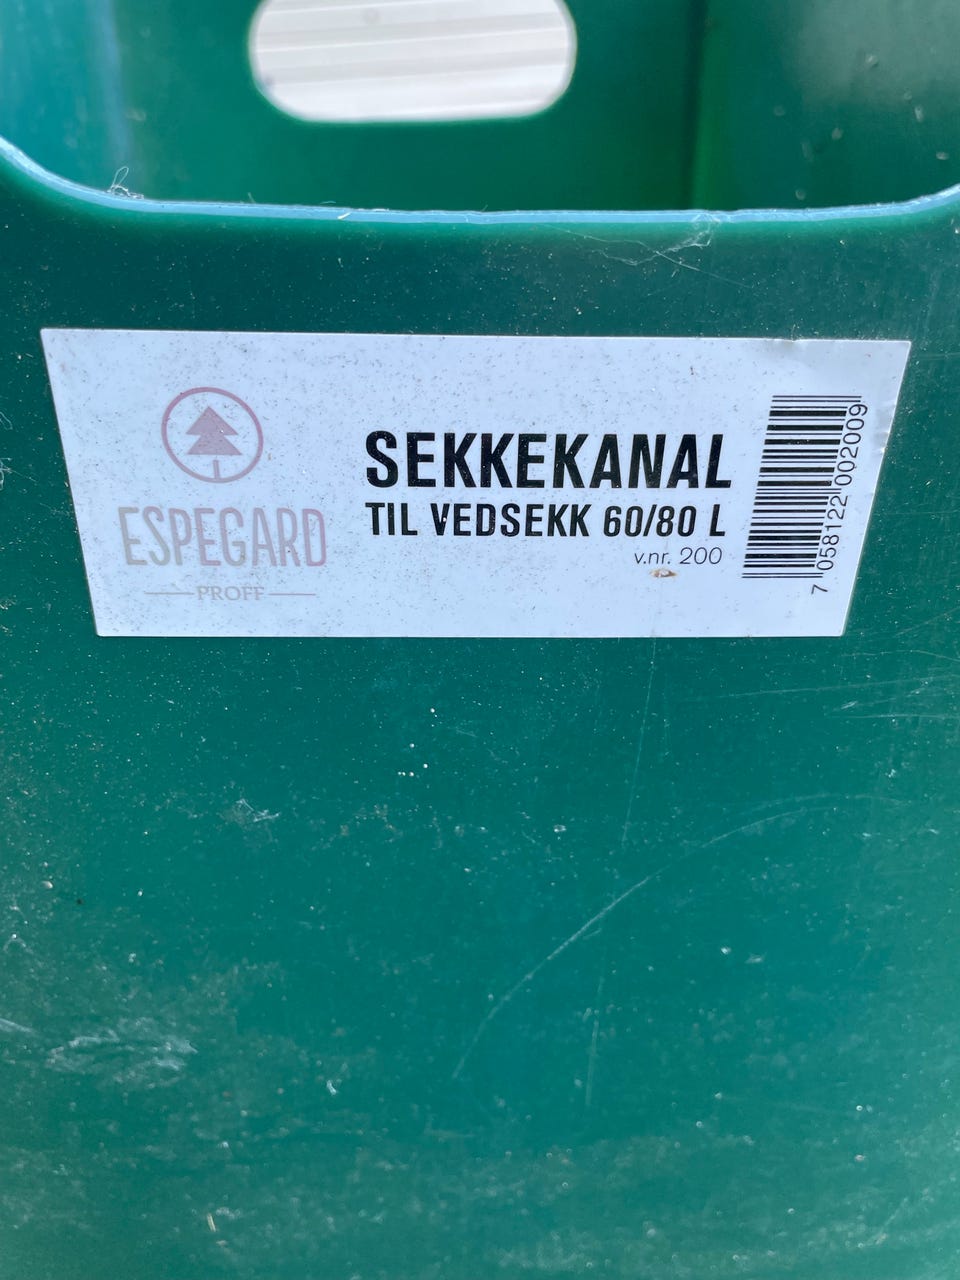 ESPEGARD
PROFF
SEKKEKANAL
TIL VEDSEKK 60/80 L
v.nr. 200
7 058122 002009